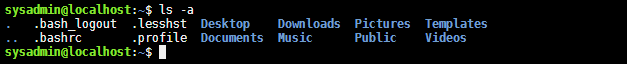 sysadmin@localhost:~$ ls -a
.   .bash_logout  .lesshst  Desktop    Downloads  Pictures  Templates
..  .bashrc       .profile  Documents  Music      Public    Videos
sysadmin@localhost:~$